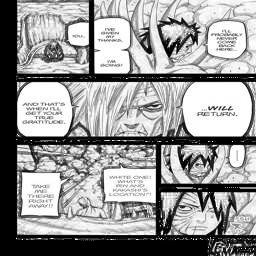 I'LL
PROBABLY
NEVER
COME
BACK
HERE...
I'VE
GIVEN
MY
THANKS.
I'M
GOING!
YOU...
...WILL
RETURN.
AND THAT'S
WHEN I'LL
GET YOUR
TRUE
GRATITUDE.
WHITE ONE!
WHAT'S
RIN AND
KAKASHI'S
LOCATION?!
TAKE
ME
THERE
RIGHT
AWAY!!